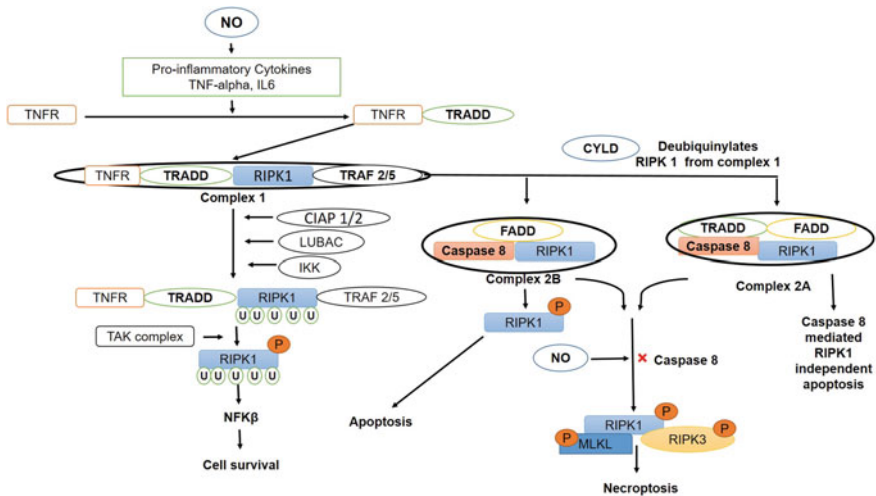 NO
Pro-inflammatory Cytokines
TNF-alpha, IL6
TNFR
TNFR
TRADD
CYLD
Deubiquinylates
RIPK 1 from complex 1
TNFR
TRADD
RIPK1
TRAF 2/5
Complex 1
CIAP 1/2
LUBAC
IKK
FADD
Caspase 8
RIPK1
Complex 2B
TRADD
FADD
Caspase 8
RIPK1
Complex 2A
TNFR
TRADD
RIPK1
TRAF 2/5
U U U U U
TAK complex
P
RIPK1
U U U U U
NFKβ
Cell survival
P
RIPK1
Apoptosis
NO
Caspase 8
Caspase 8
mediated
RIPK1
independent
apoptosis
P
RIPK1
P
MLKL
P
RIPK3
Necroptosis